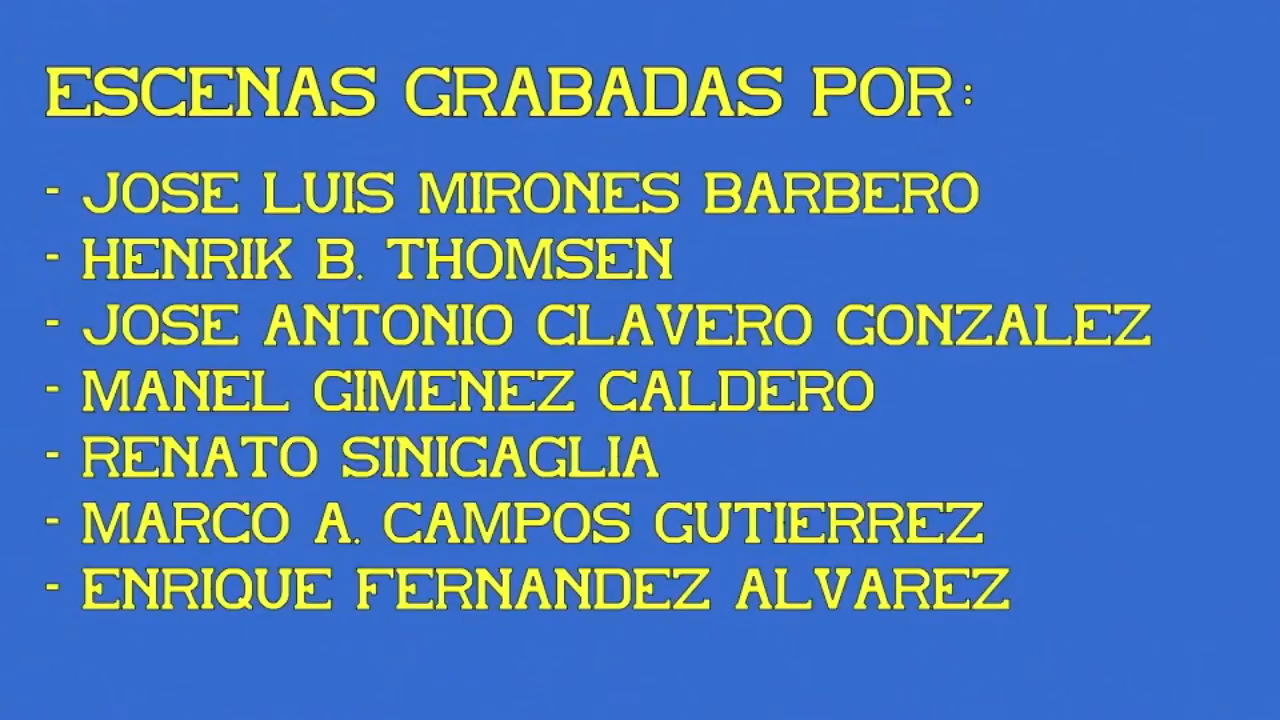 ESCENAS GRABADAS POR:
- JOSE LUIS MIRONES BARBERO
- HENRIK B. THOMSEN
- JOSE ANTONIO CLAVERO GONZALEZ
- MANEL GIMENEZ CALDERO
- RENATO SINIGAGLIA
- MARCO A. CAMPOS GUTIERREZ
- ENRIQUE FERNANDEZ ALVAREZ